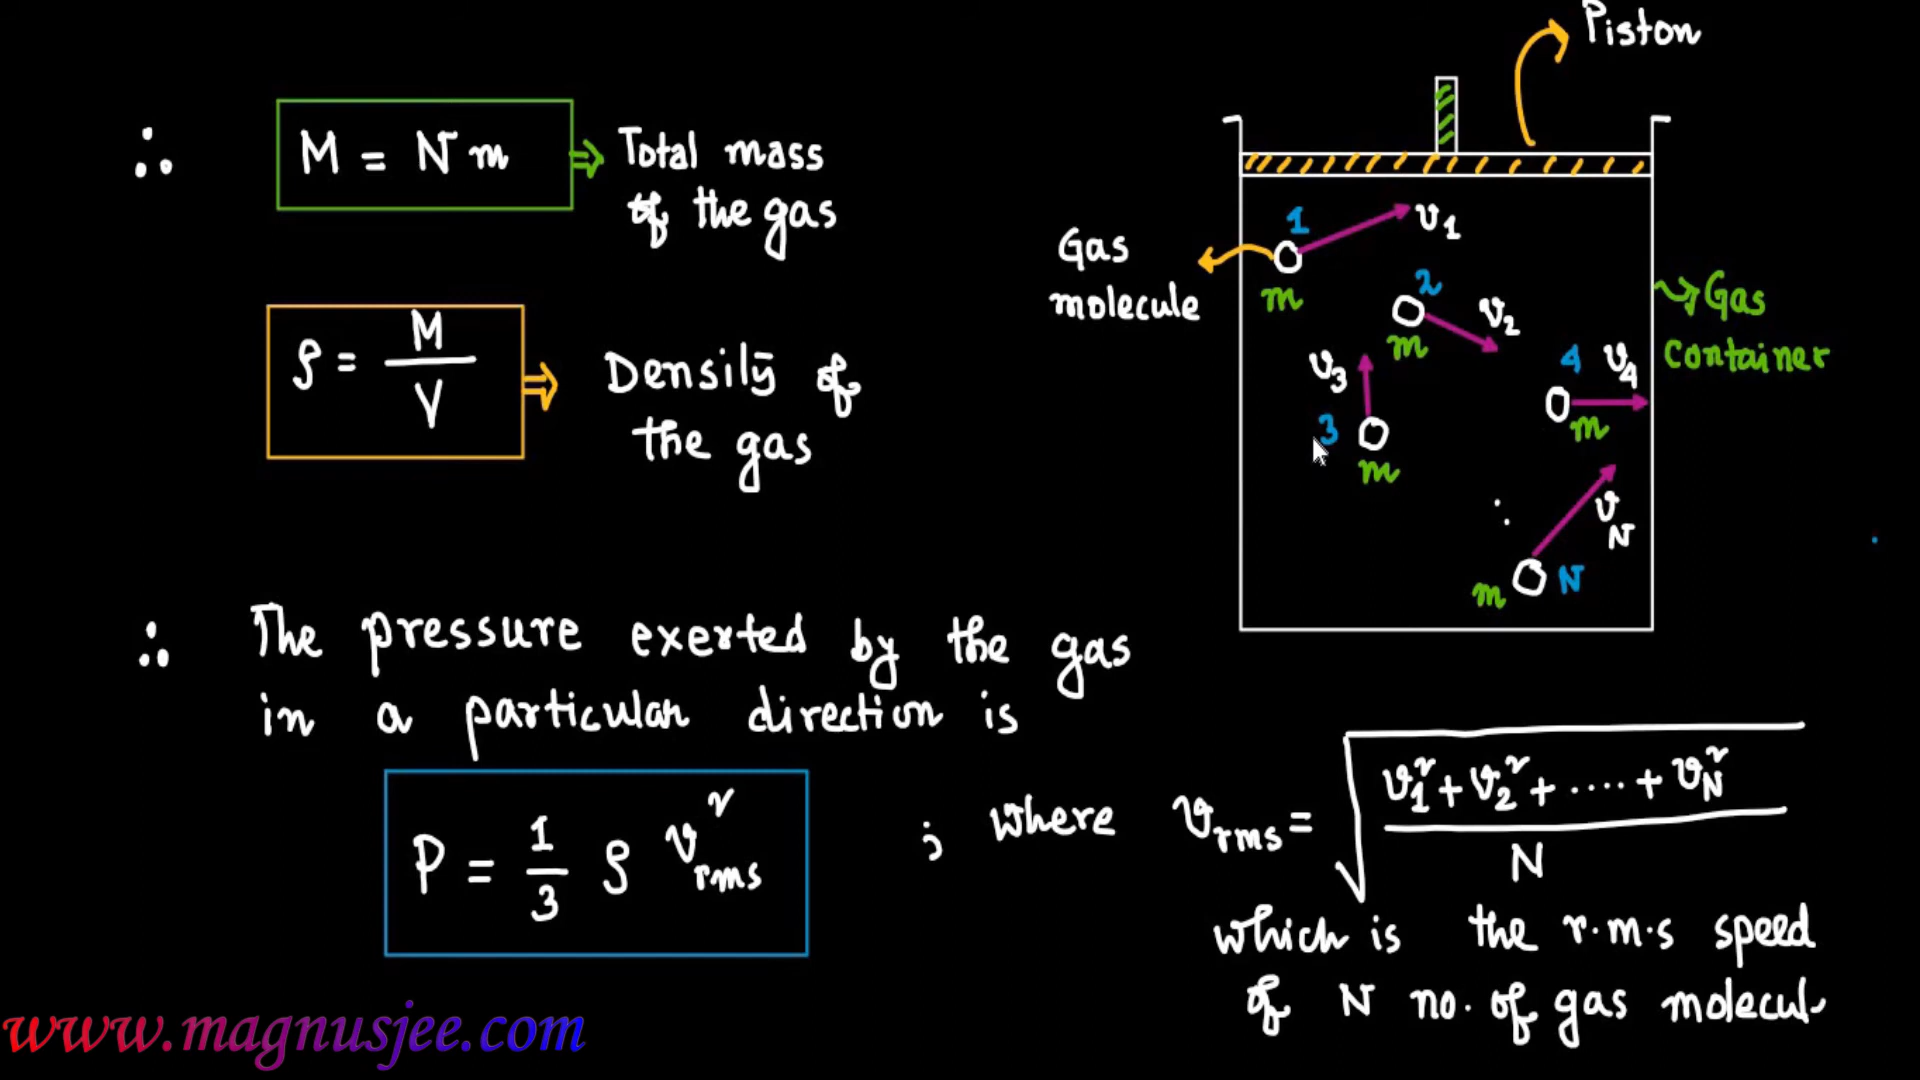 ∴ M = N m ⇒ Total mass
of the gas
ρ = M/V ⇒ Density of
the gas
∴ The pressure exerted by the gas
in a particular direction is
P = 1/3 ρ v²rms ; where vrms = √((v₁² + v₂² + ..... + v_N²)/N)
which is the r.m.s speed
of N no. of gas molecul
Piston
Gas
molecule
1 v₁
m
2 v₂
m
v₃
3
m
4 v₄
m
v_N
m N
Gas
container
www.magnusjee.com